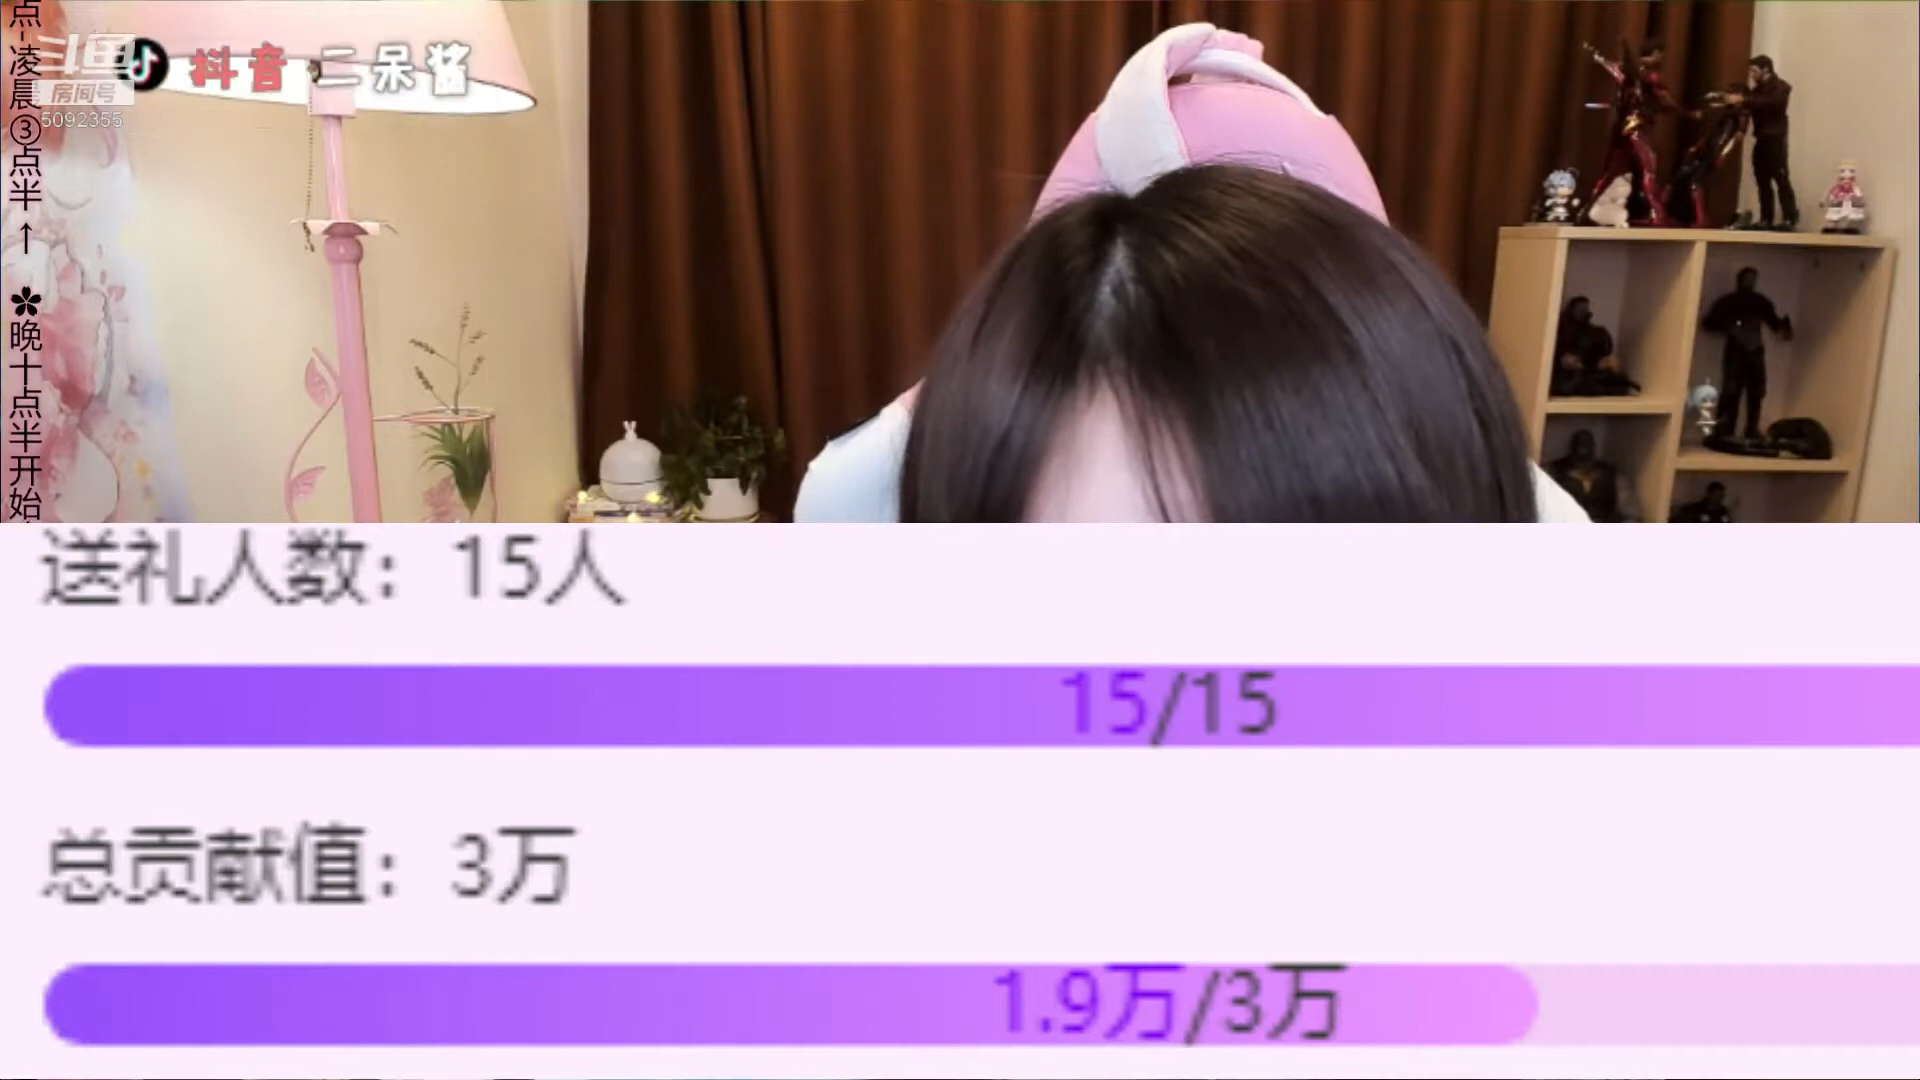 点-凌晨③点半↑ ✿晚十点半开始
斗鱼
房间号
5092355
抖音 二呆酱
送礼人数：15人
15/15
总贡献值：3万
1.9万/3万